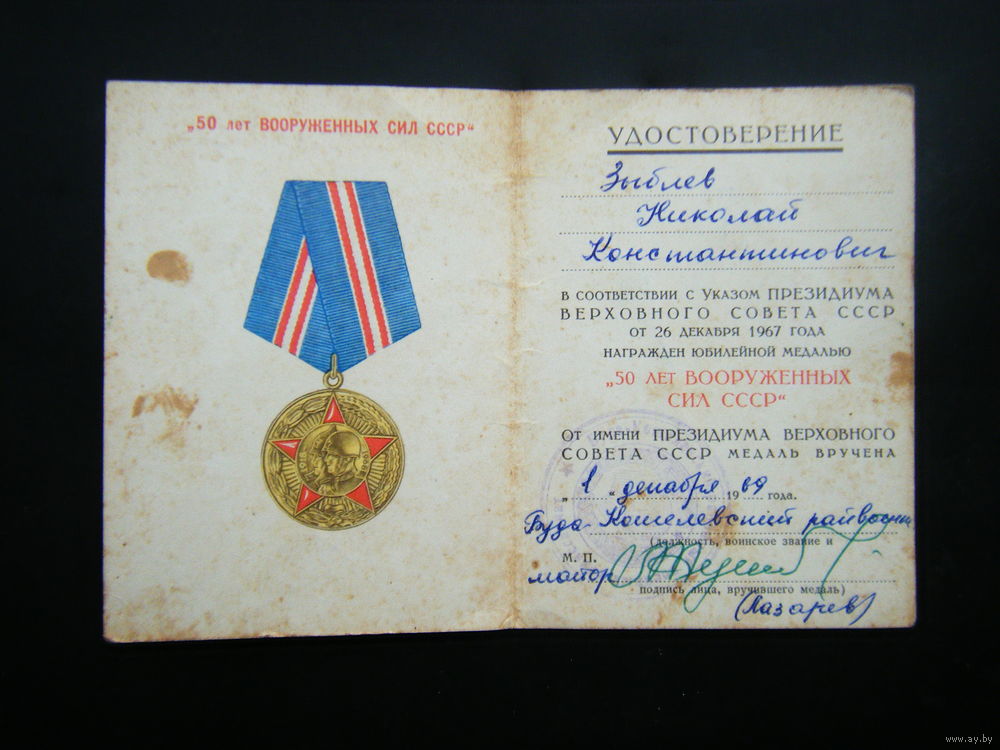 „50 лет ВООРУЖЕННЫХ СИЛ СССР“
УДОСТОВЕРЕНИЕ
Зыблев
Николай
Константинович
В СООТВЕТСТВИИ С УКАЗОМ ПРЕЗИДИУМА
ВЕРХОВНОГО СОВЕТА СССР
ОТ 26 ДЕКАБРЯ 1967 ГОДА
НАГРАЖДЕН ЮБИЛЕЙНОЙ МЕДАЛЬЮ
„50 ЛЕТ ВООРУЖЕННЫХ
СИЛ СССР“
ОТ ИМЕНИ ПРЕЗИДИУМА ВЕРХОВНОГО
СОВЕТА СССР МЕДАЛЬ ВРУЧЕНА
„ 1 “ декабря 1969 года.
Буда-Кошелевский райвоенком
(должность, воинское звание и
М. П.
майор
подпись лица, вручившего медаль)
(Лазарев)
www.ay.by